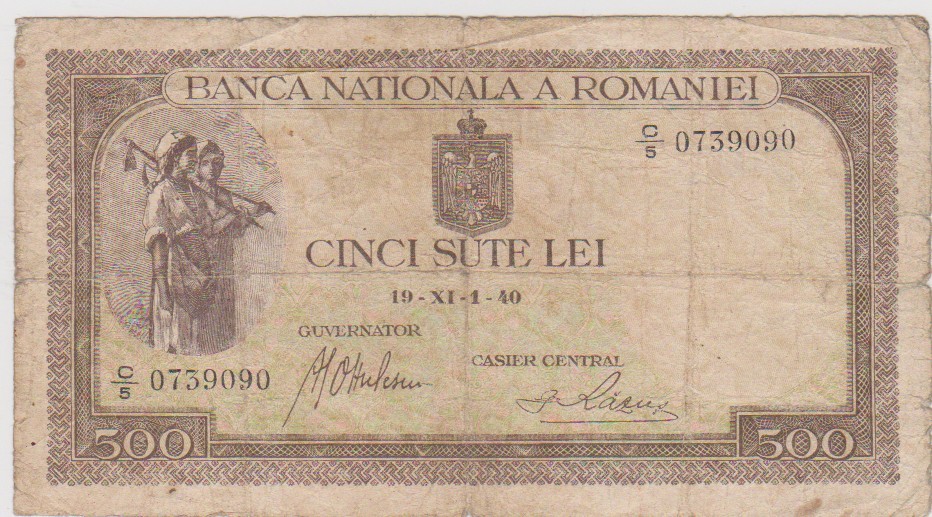 BANCA NATIONALA A ROMANIEI
C/5 0739090
CINCI SUTE LEI
19-XI-1-40
GUVERNATOR
CASIER CENTRAL
C/5 0739090
500 500